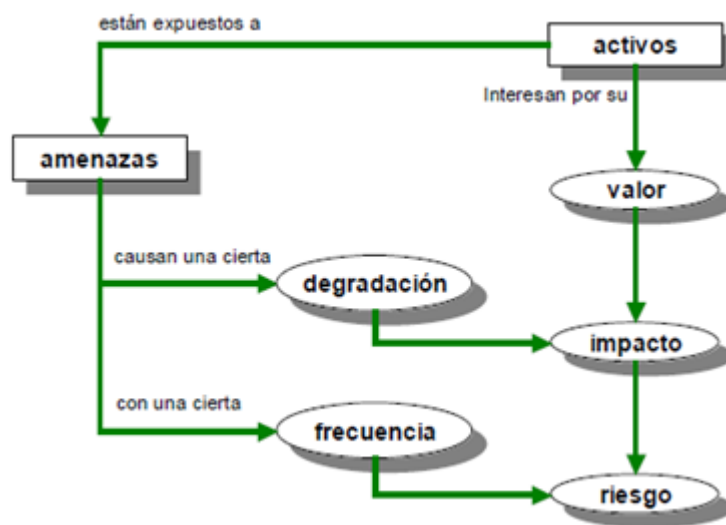 están expuestos a
activos
Interesan por su
amenazas
valor
causan una cierta
degradación
impacto
con una cierta
frecuencia
riesgo